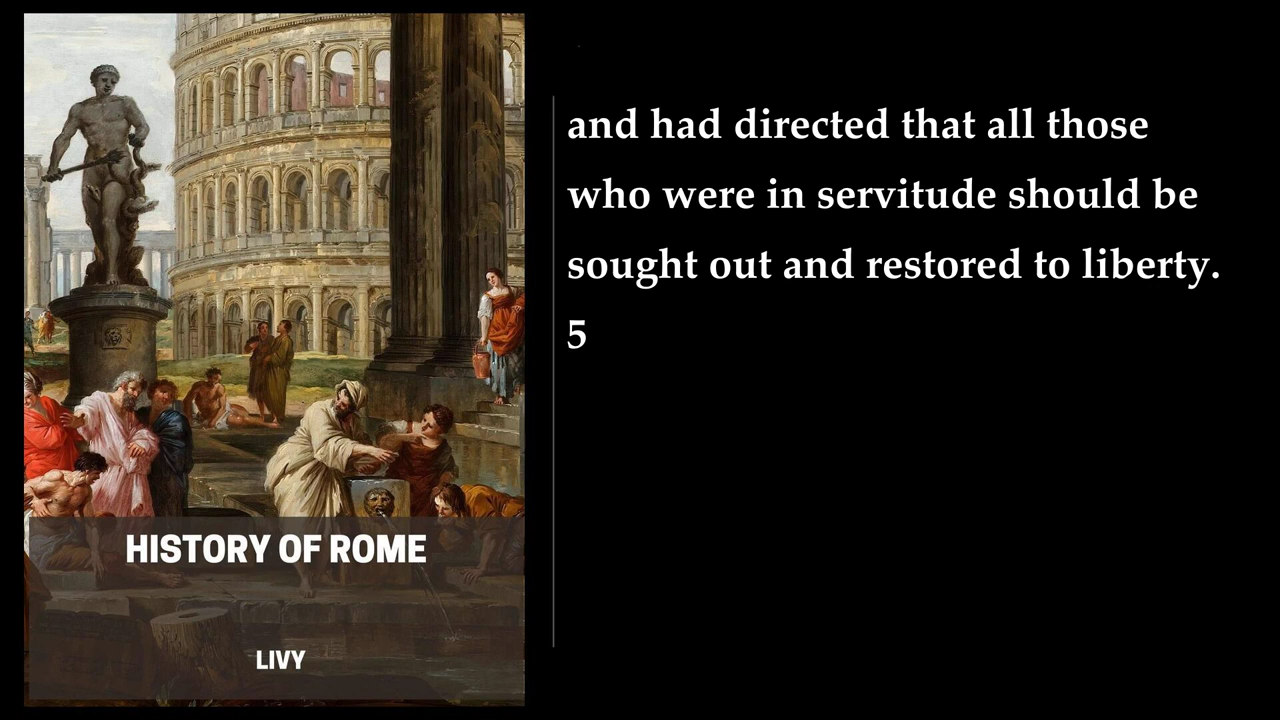 HISTORY OF ROME
LIVY
and had directed that all those
who were in servitude should be
sought out and restored to liberty.
5